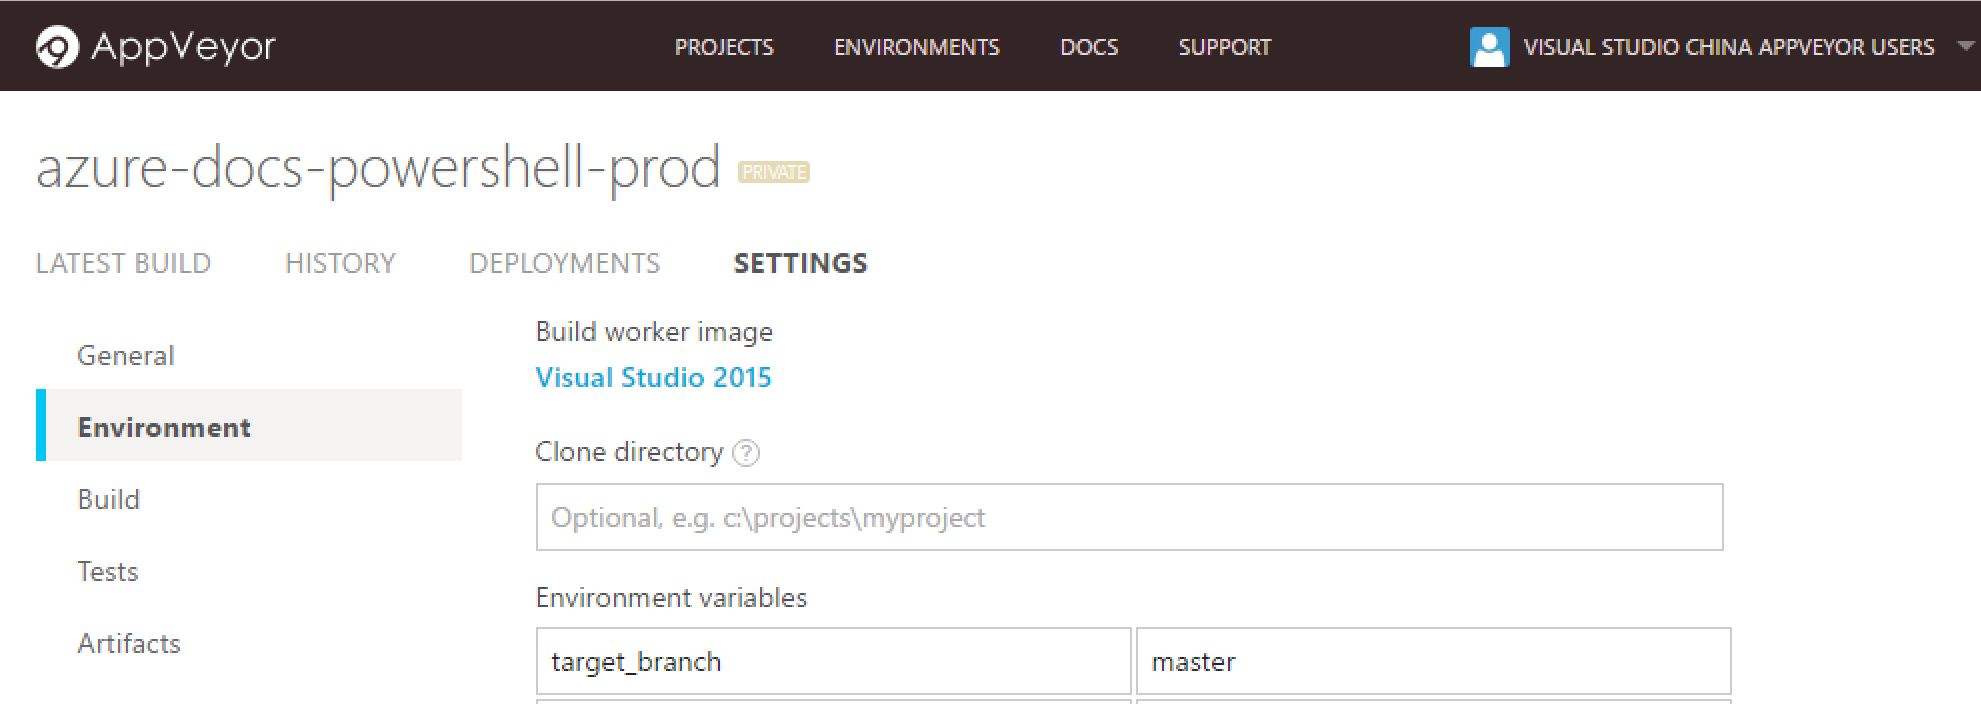 AppVeyor PROJECTS ENVIRONMENTS DOCS SUPPORT VISUAL STUDIO CHINA APPVEYOR USERS
azure-docs-powershell-prod PRIVATE
LATEST BUILD HISTORY DEPLOYMENTS SETTINGS
General
Environment
Build
Tests
Artifacts
Build worker image
Visual Studio 2015
Clone directory ?
Optional, e.g. c:\projects\myproject
Environment variables
target_branch master